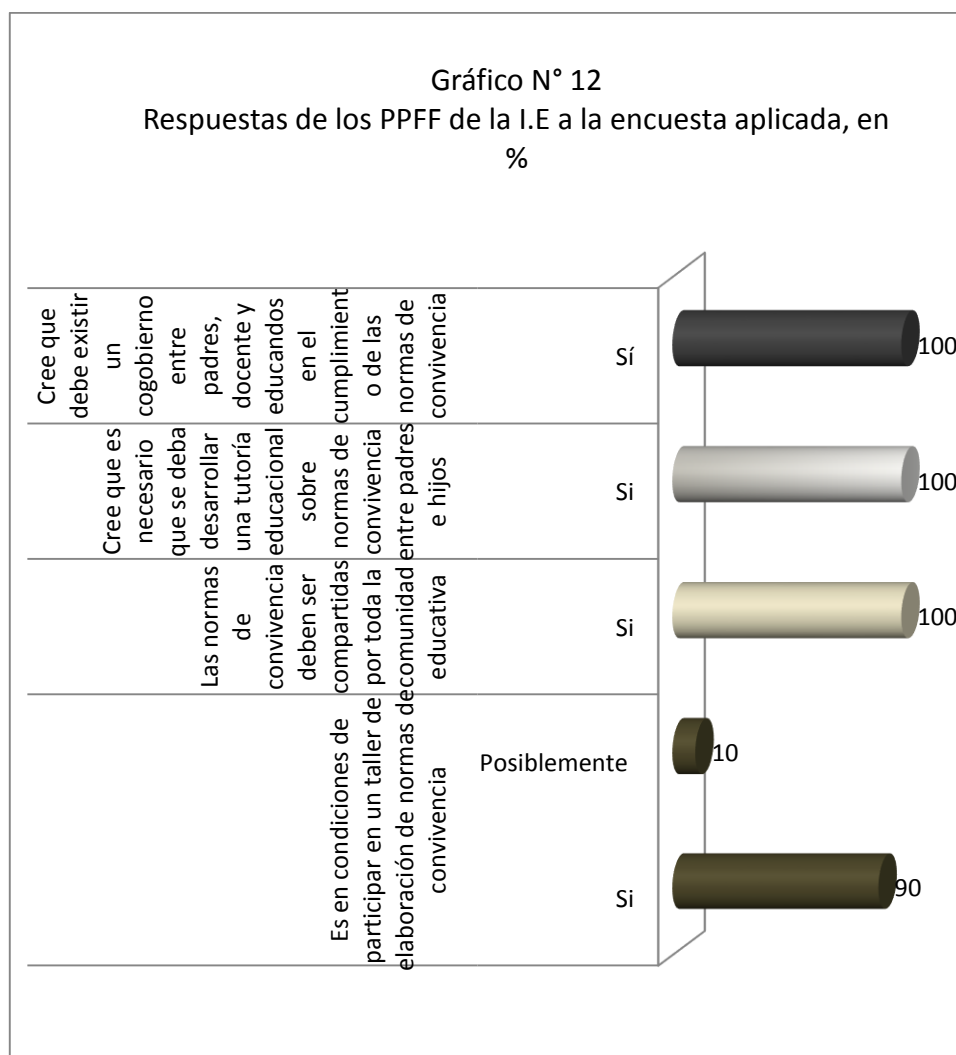 Gráfico N° 12
Respuestas de los PPFF de la I.E a la encuesta aplicada, en
%
Cree que
debe existir
un
cogobierno
entre
padres,
docente y
educandos
en el
cumplimient
o de las
normas de
convivencia
Sí
100
Cree que es
necesario
que se deba
desarrollar
una tutoría
educacional
sobre
normas de
convivencia
entre padres
e hijos
Si
100
Las normas
de
convivencia
deben ser
compartidas
por toda la
comunidad
educativa
Si
100
Es en condiciones de
participar en un taller de
elaboración de normas de
convivencia
Posiblemente
10
Si
90